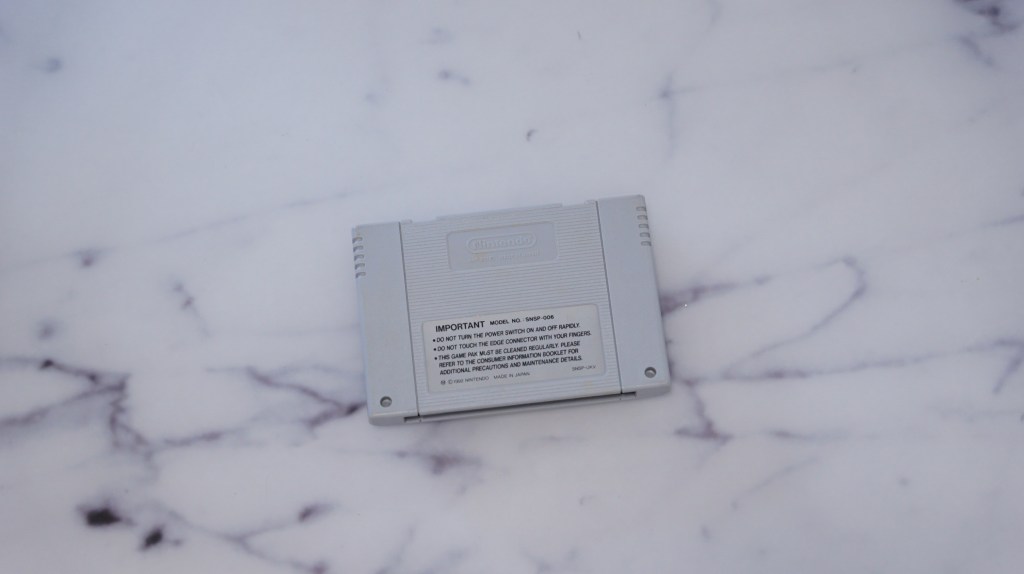 Nintendo
IMPORTANT MODEL NO.: SNSP-006
• DO NOT TURN THE POWER SWITCH ON AND OFF RAPIDLY.
• DO NOT TOUCH THE EDGE CONNECTOR WITH YOUR FINGERS.
• THIS GAME PAK MUST BE CLEANED REGULARLY. PLEASE
REFER TO THE CONSUMER INFORMATION BOOKLET FOR
ADDITIONAL PRECAUTIONS AND MAINTENANCE DETAILS.
© 1992 NINTENDO MADE IN JAPAN